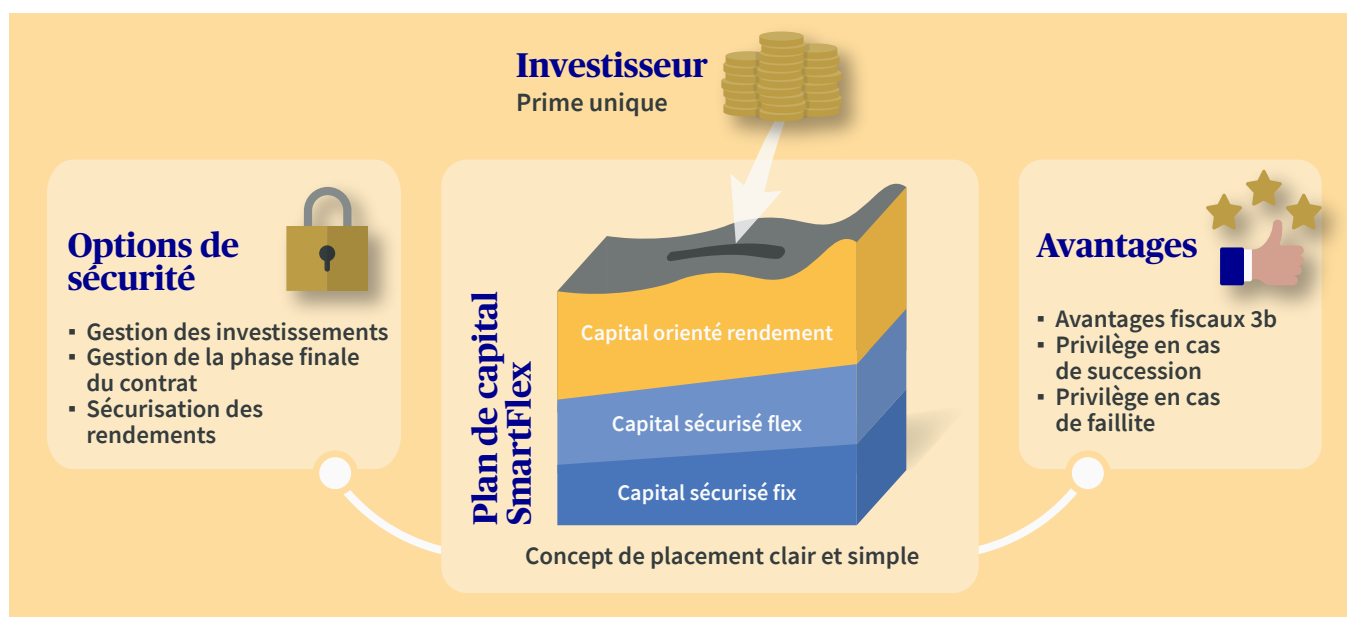 Investisseur
Prime unique
Options de
sécurité
▪ Gestion des investissements
▪ Gestion de la phase finale
du contrat
▪ Sécurisation des
rendements
Plan de capital
SmartFlex
Capital orienté rendement
Capital sécurisé flex
Capital sécurisé fix
Concept de placement clair et simple
Avantages
▪ Avantages fiscaux 3b
▪ Privilège en cas
de succession
▪ Privilège en cas
de faillite